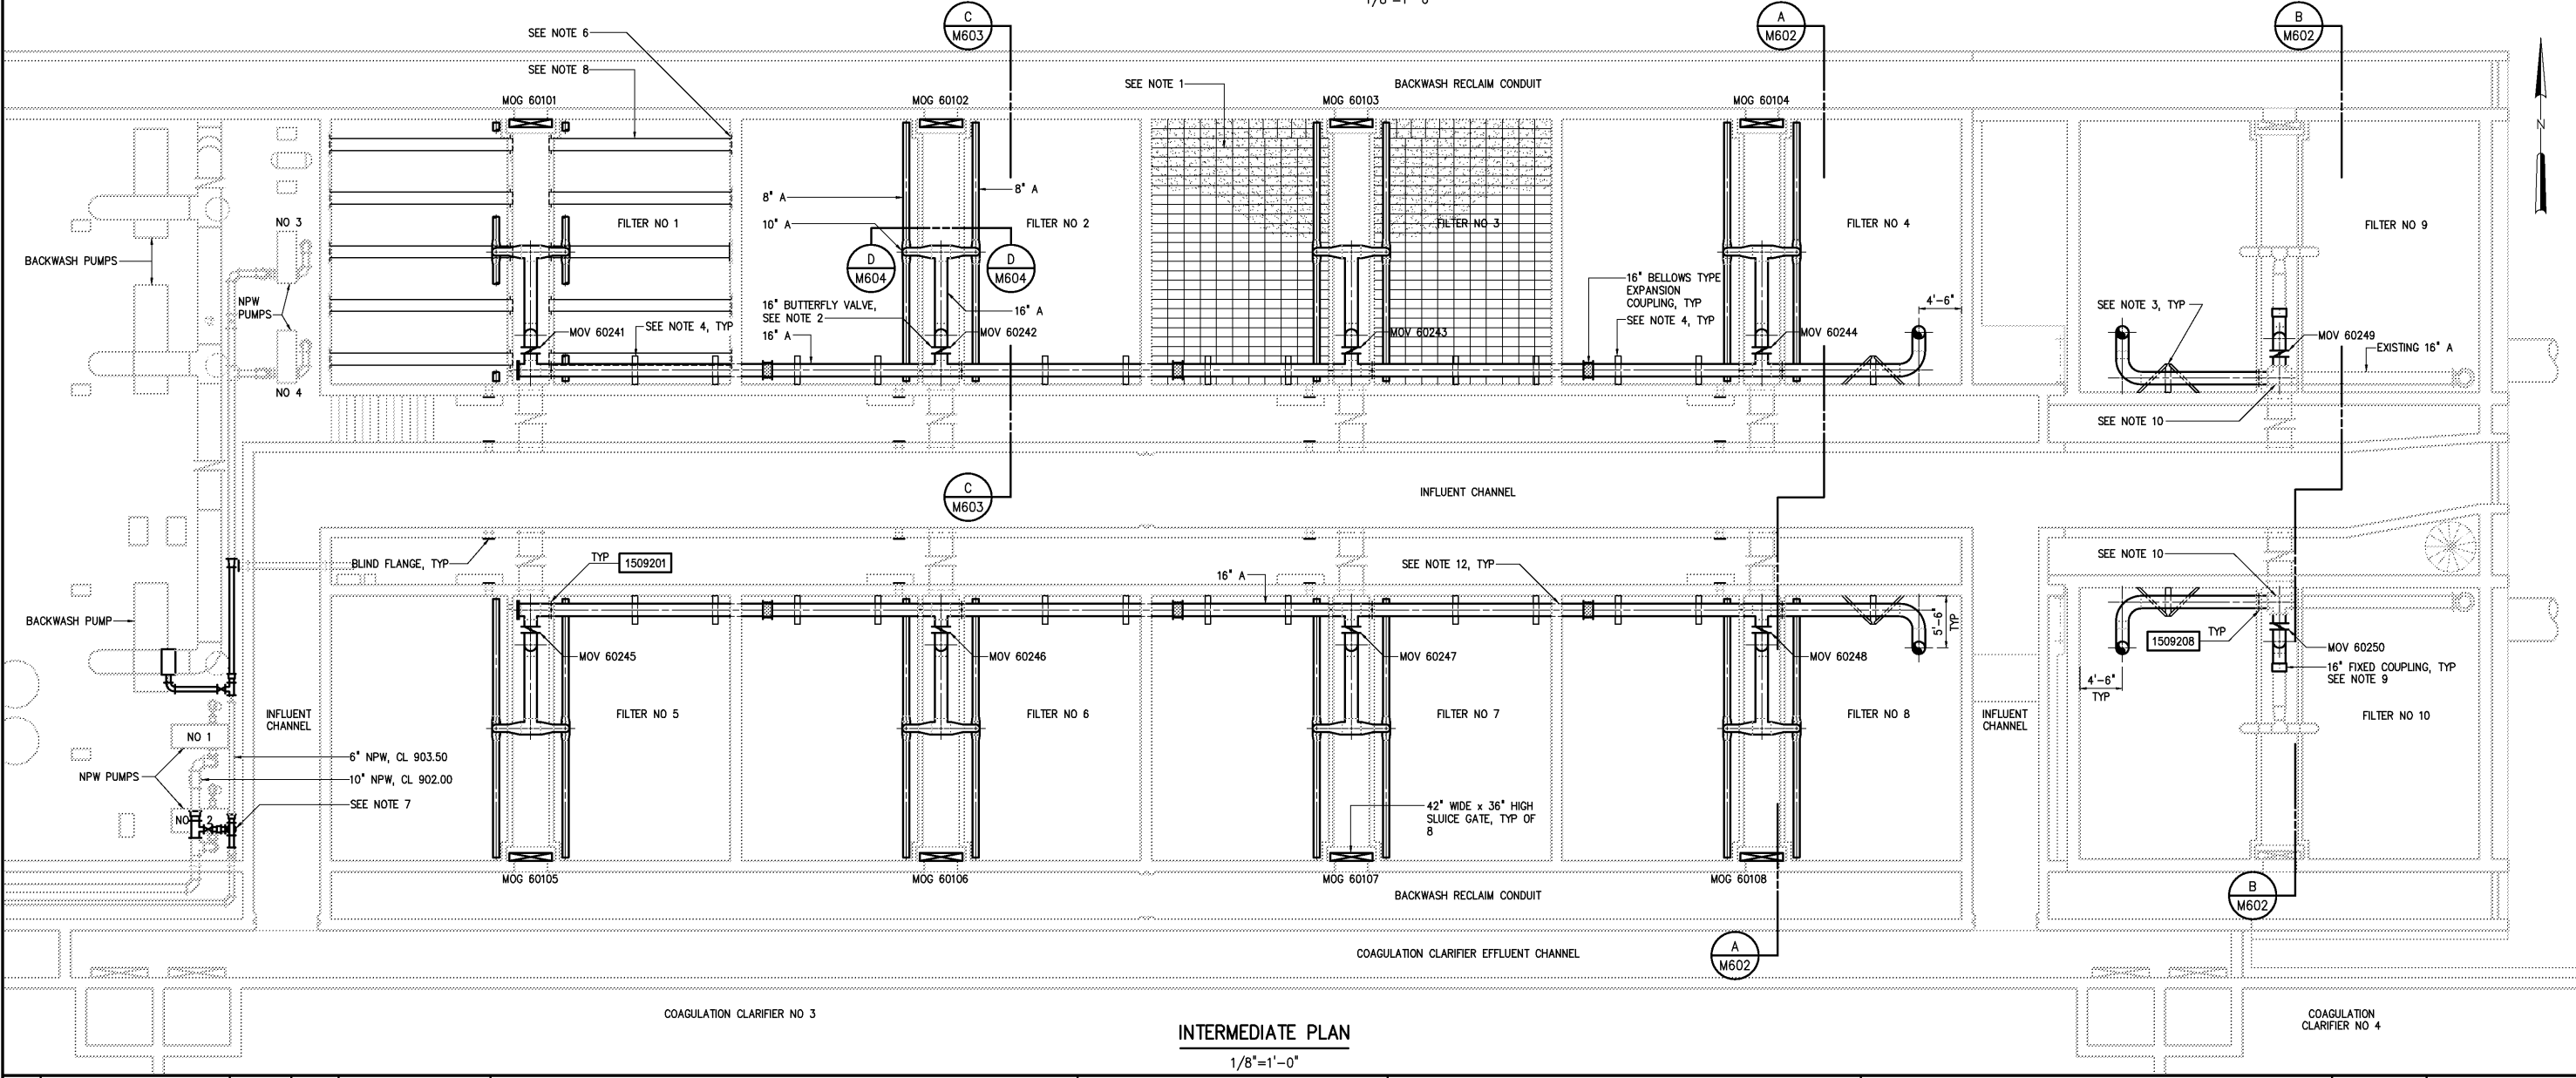 1/8"=1'-0"
C
M603
A
M602
B
M602
SEE NOTE 6
SEE NOTE 8
SEE NOTE 1
BACKWASH RECLAIM CONDUIT
MOG 60101
MOG 60102
MOG 60103
MOG 60104
N
8" A
8" A
NO 3
FILTER NO 1
10" A
FILTER NO 2
FILTER NO 3
FILTER NO 4
FILTER NO 9
BACKWASH PUMPS
D
M604
D
M604
16" BELLOWS TYPE
EXPANSION
COUPLING, TYP
4'-6"
NPW
PUMPS
16" BUTTERFLY VALVE,
SEE NOTE 2
16" A
SEE NOTE 3, TYP
SEE NOTE 4, TYP
SEE NOTE 4, TYP
MOV 60241
16" A
MOV 60242
MOV 60243
MOV 60244
MOV 60249
EXISTING 16" A
NO 4
SEE NOTE 10
C
M603
INFLUENT CHANNEL
BLIND FLANGE, TYP
TYP
1509201
16" A
SEE NOTE 12, TYP
SEE NOTE 10
BACKWASH PUMP
5'-6"
TYP
1509208
TYP
MOV 60245
MOV 60246
MOV 60247
MOV 60248
MOV 60250
16" FIXED COUPLING, TYP
SEE NOTE 9
4'-6"
TYP
INFLUENT
CHANNEL
FILTER NO 5
FILTER NO 6
FILTER NO 7
FILTER NO 8
INFLUENT
CHANNEL
FILTER NO 10
NO 1
6" NPW, CL 903.50
NPW PUMPS
10" NPW, CL 902.00
SEE NOTE 7
NO 2
42" WIDE x 36" HIGH
SLUICE GATE, TYP OF
8
MOG 60105
MOG 60106
MOG 60107
MOG 60108
BACKWASH RECLAIM CONDUIT
B
M602
A
M602
COAGULATION CLARIFIER EFFLUENT CHANNEL
COAGULATION CLARIFIER NO 3
COAGULATION
CLARIFIER NO 4
INTERMEDIATE PLAN
1/8"=1'-0"